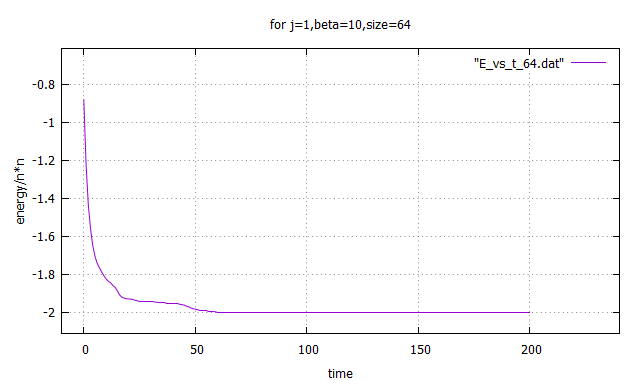 for j=1,beta=10,size=64
"E_vs_t_64.dat"
-0.8
-1
-1.2
-1.4
-1.6
-1.8
-2
energy/n*n
0 50 100 150 200
time